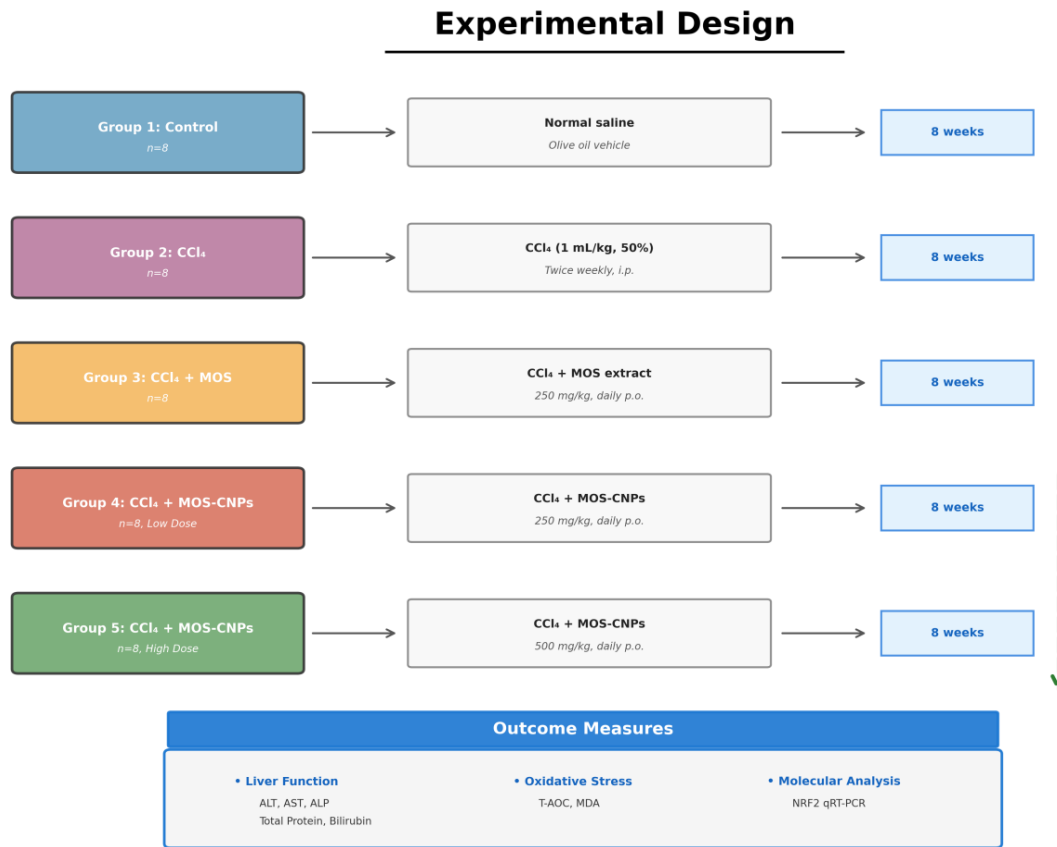 Experimental Design
Group 1: Control
n=8
Normal saline
Olive oil vehicle
8 weeks
Group 2: CCl₄
n=8
CCl₄ (1 mL/kg, 50%)
Twice weekly, i.p.
8 weeks
Group 3: CCl₄ + MOS
n=8
CCl₄ + MOS extract
250 mg/kg, daily p.o.
8 weeks
Group 4: CCl₄ + MOS-CNPs
n=8, Low Dose
CCl₄ + MOS-CNPs
250 mg/kg, daily p.o.
8 weeks
Group 5: CCl₄ + MOS-CNPs
n=8, High Dose
CCl₄ + MOS-CNPs
500 mg/kg, daily p.o.
8 weeks
Outcome Measures
• Liver Function
ALT, AST, ALP
Total Protein, Bilirubin
• Oxidative Stress
T-AOC, MDA
• Molecular Analysis
NRF2 qRT-PCR